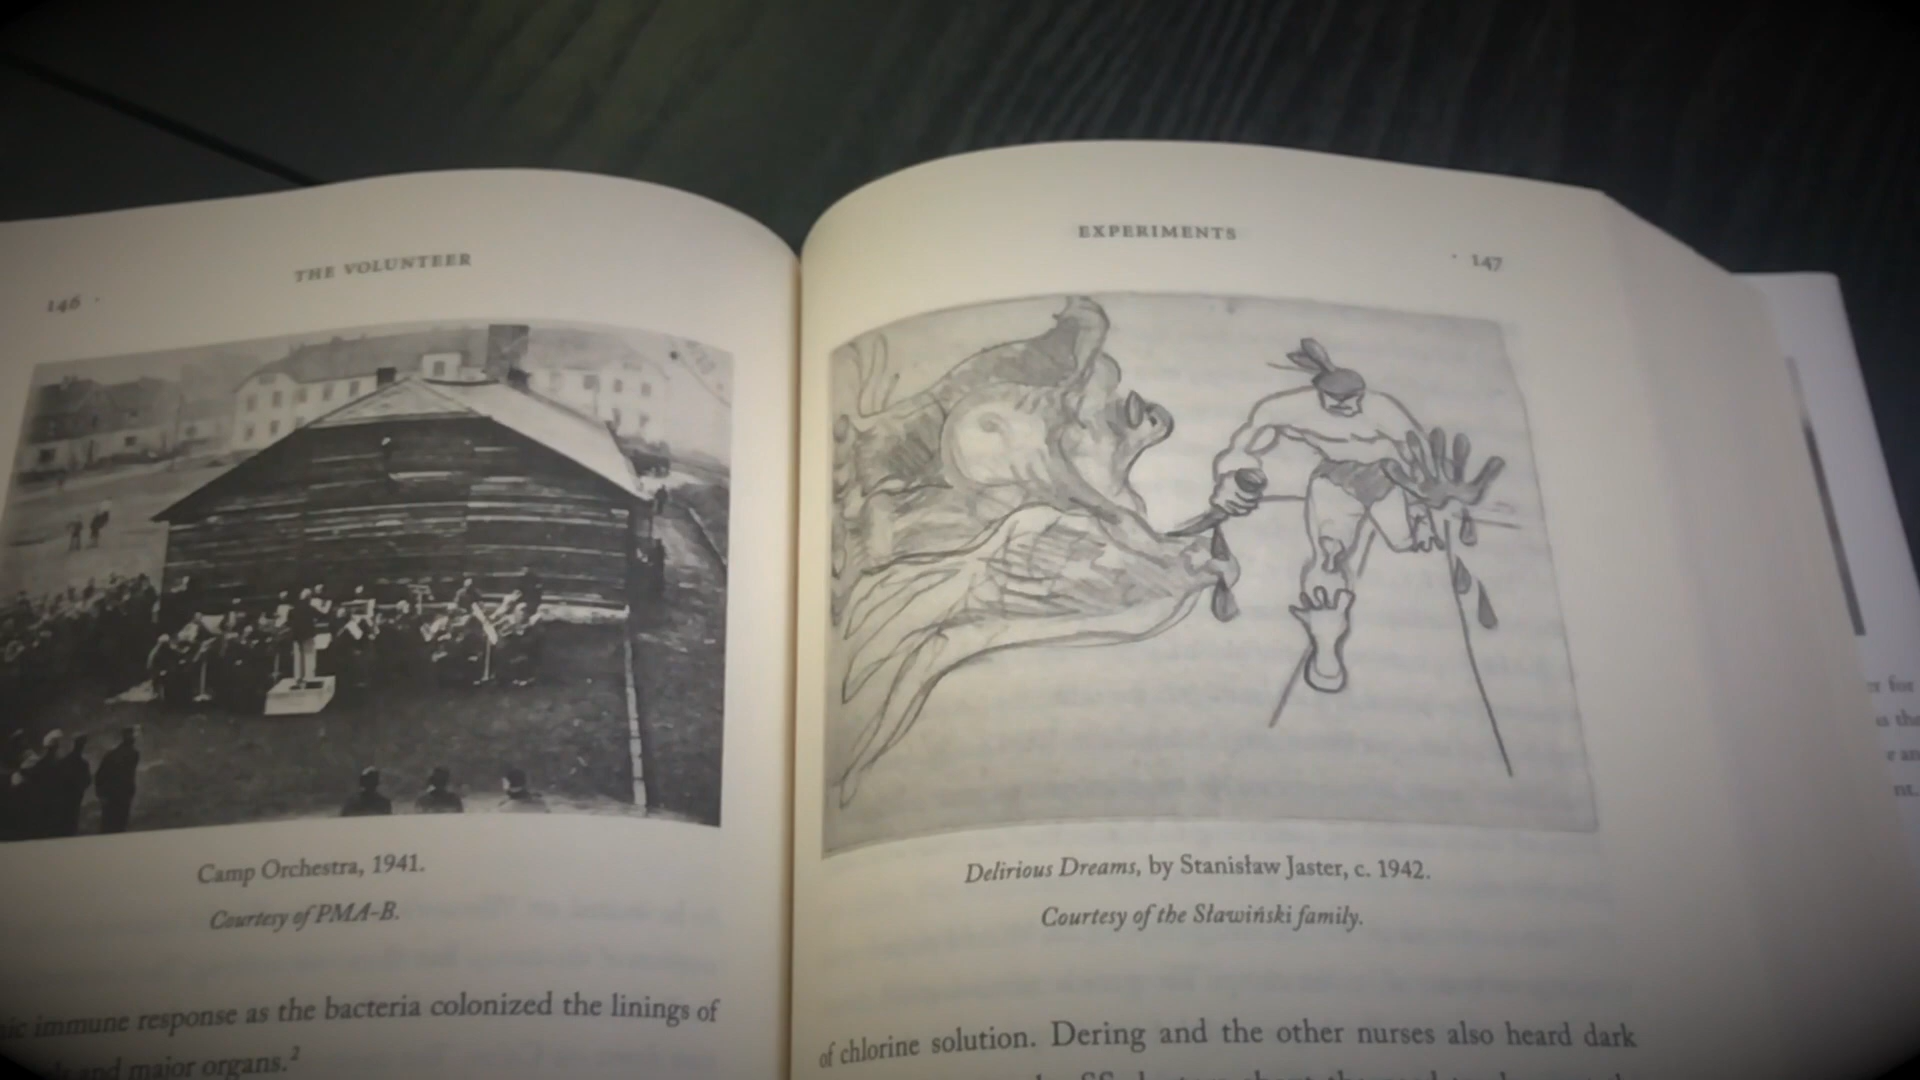 THE VOLUNTEER
146 ·
Camp Orchestra, 1941.
Courtesy of PMA-B.
immune response as the bacteria colonized the linings of
and major organs.2
EXPERIMENTS
· 147
Delirious Dreams, by Stanisław Jaster, c. 1942.
Courtesy of the Sławiński family.
of chlorine solution. Dering and the other nurses also heard dark
for